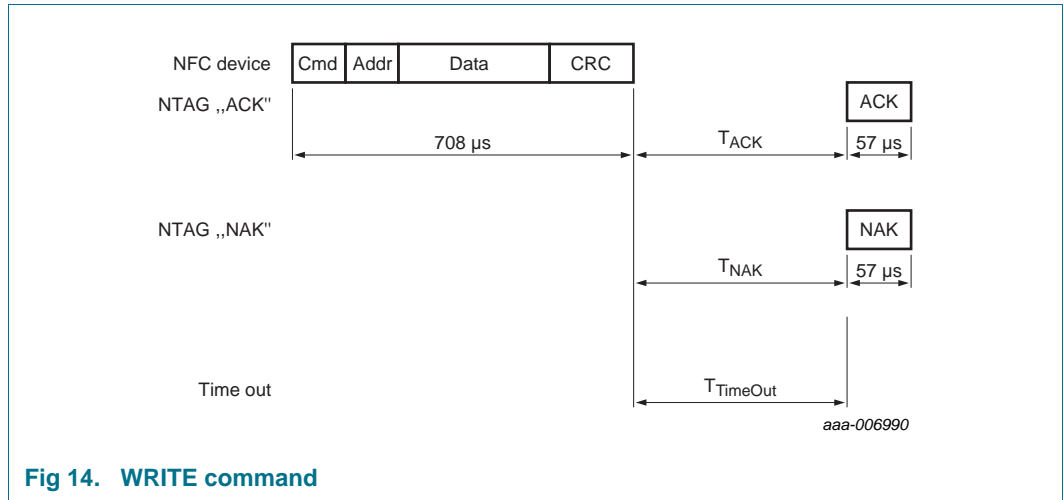 NFC device Cmd Addr Data CRC
NTAG ,,ACK" ACK
708 µs TACK 57 µs
NTAG ,,NAK" NAK
TNAK 57 µs
Time out TTimeOut
aaa-006990
Fig 14. WRITE command